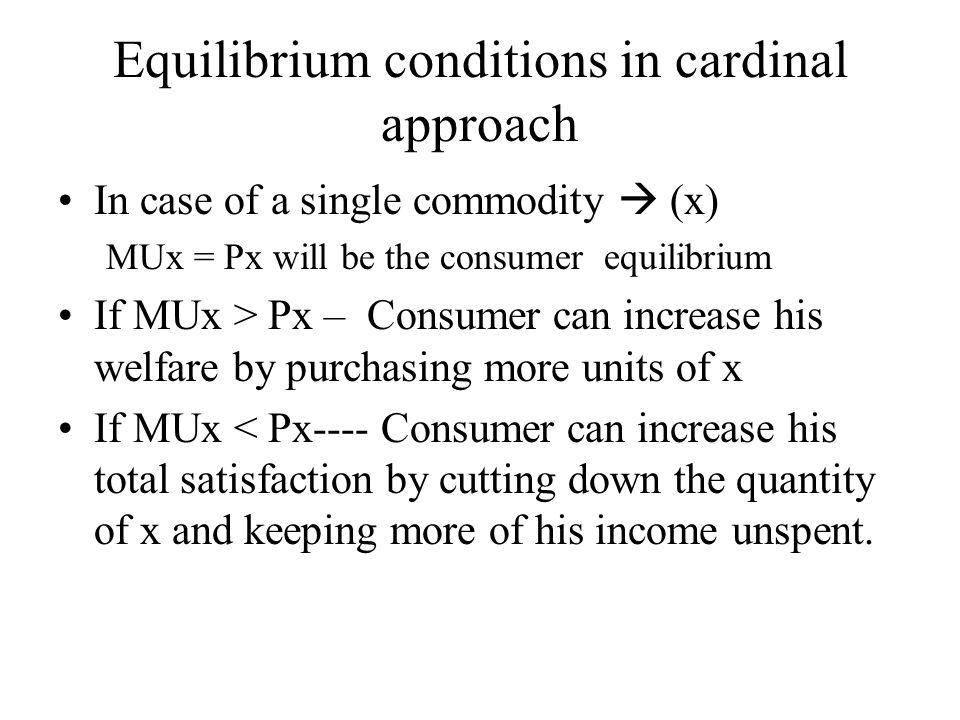 Equilibrium conditions in cardinal
approach
• In case of a single commodity → (x)
MUx = Px will be the consumer equilibrium
• If MUx > Px – Consumer can increase his
welfare by purchasing more units of x
• If MUx < Px---- Consumer can increase his
total satisfaction by cutting down the quantity
of x and keeping more of his income unspent.